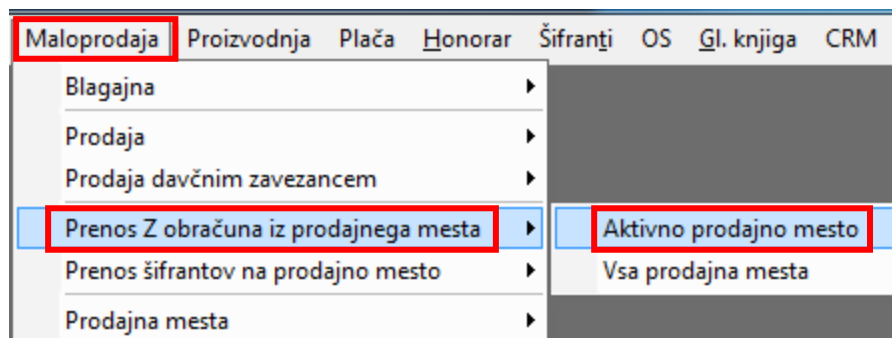 Maloprodaja Proizvodnja Plača Honorar Šifranti OS Gl. knjiga CRM
Blagajna
Prodaja
Prodaja davčnim zavezancem
Prenos Z obračuna iz prodajnega mesta
Aktivno prodajno mesto
Prenos šifrantov na prodajno mesto
Vsa prodajna mesta
Prodajna mesta